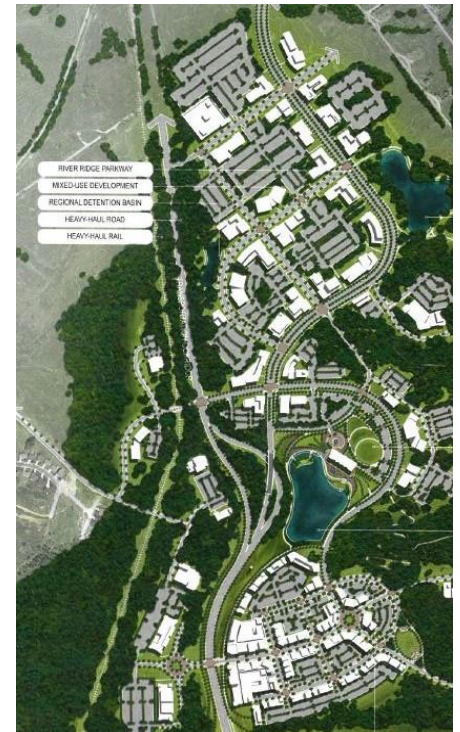 RIVER RIDGE PARKWAY
MIXED-USE DEVELOPMENT
REGIONAL DETENTION BASIN
HEAVY-HAUL ROAD
HEAVY-HAUL RAIL